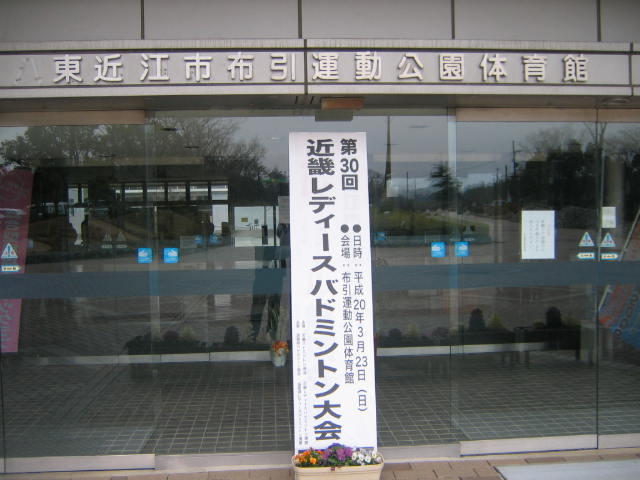 東近江市布引運動公園体育館
第30回
近畿レディースバドミントン大会
●日時：平成20年3月23日（日）
●会場：布引運動公園体育館